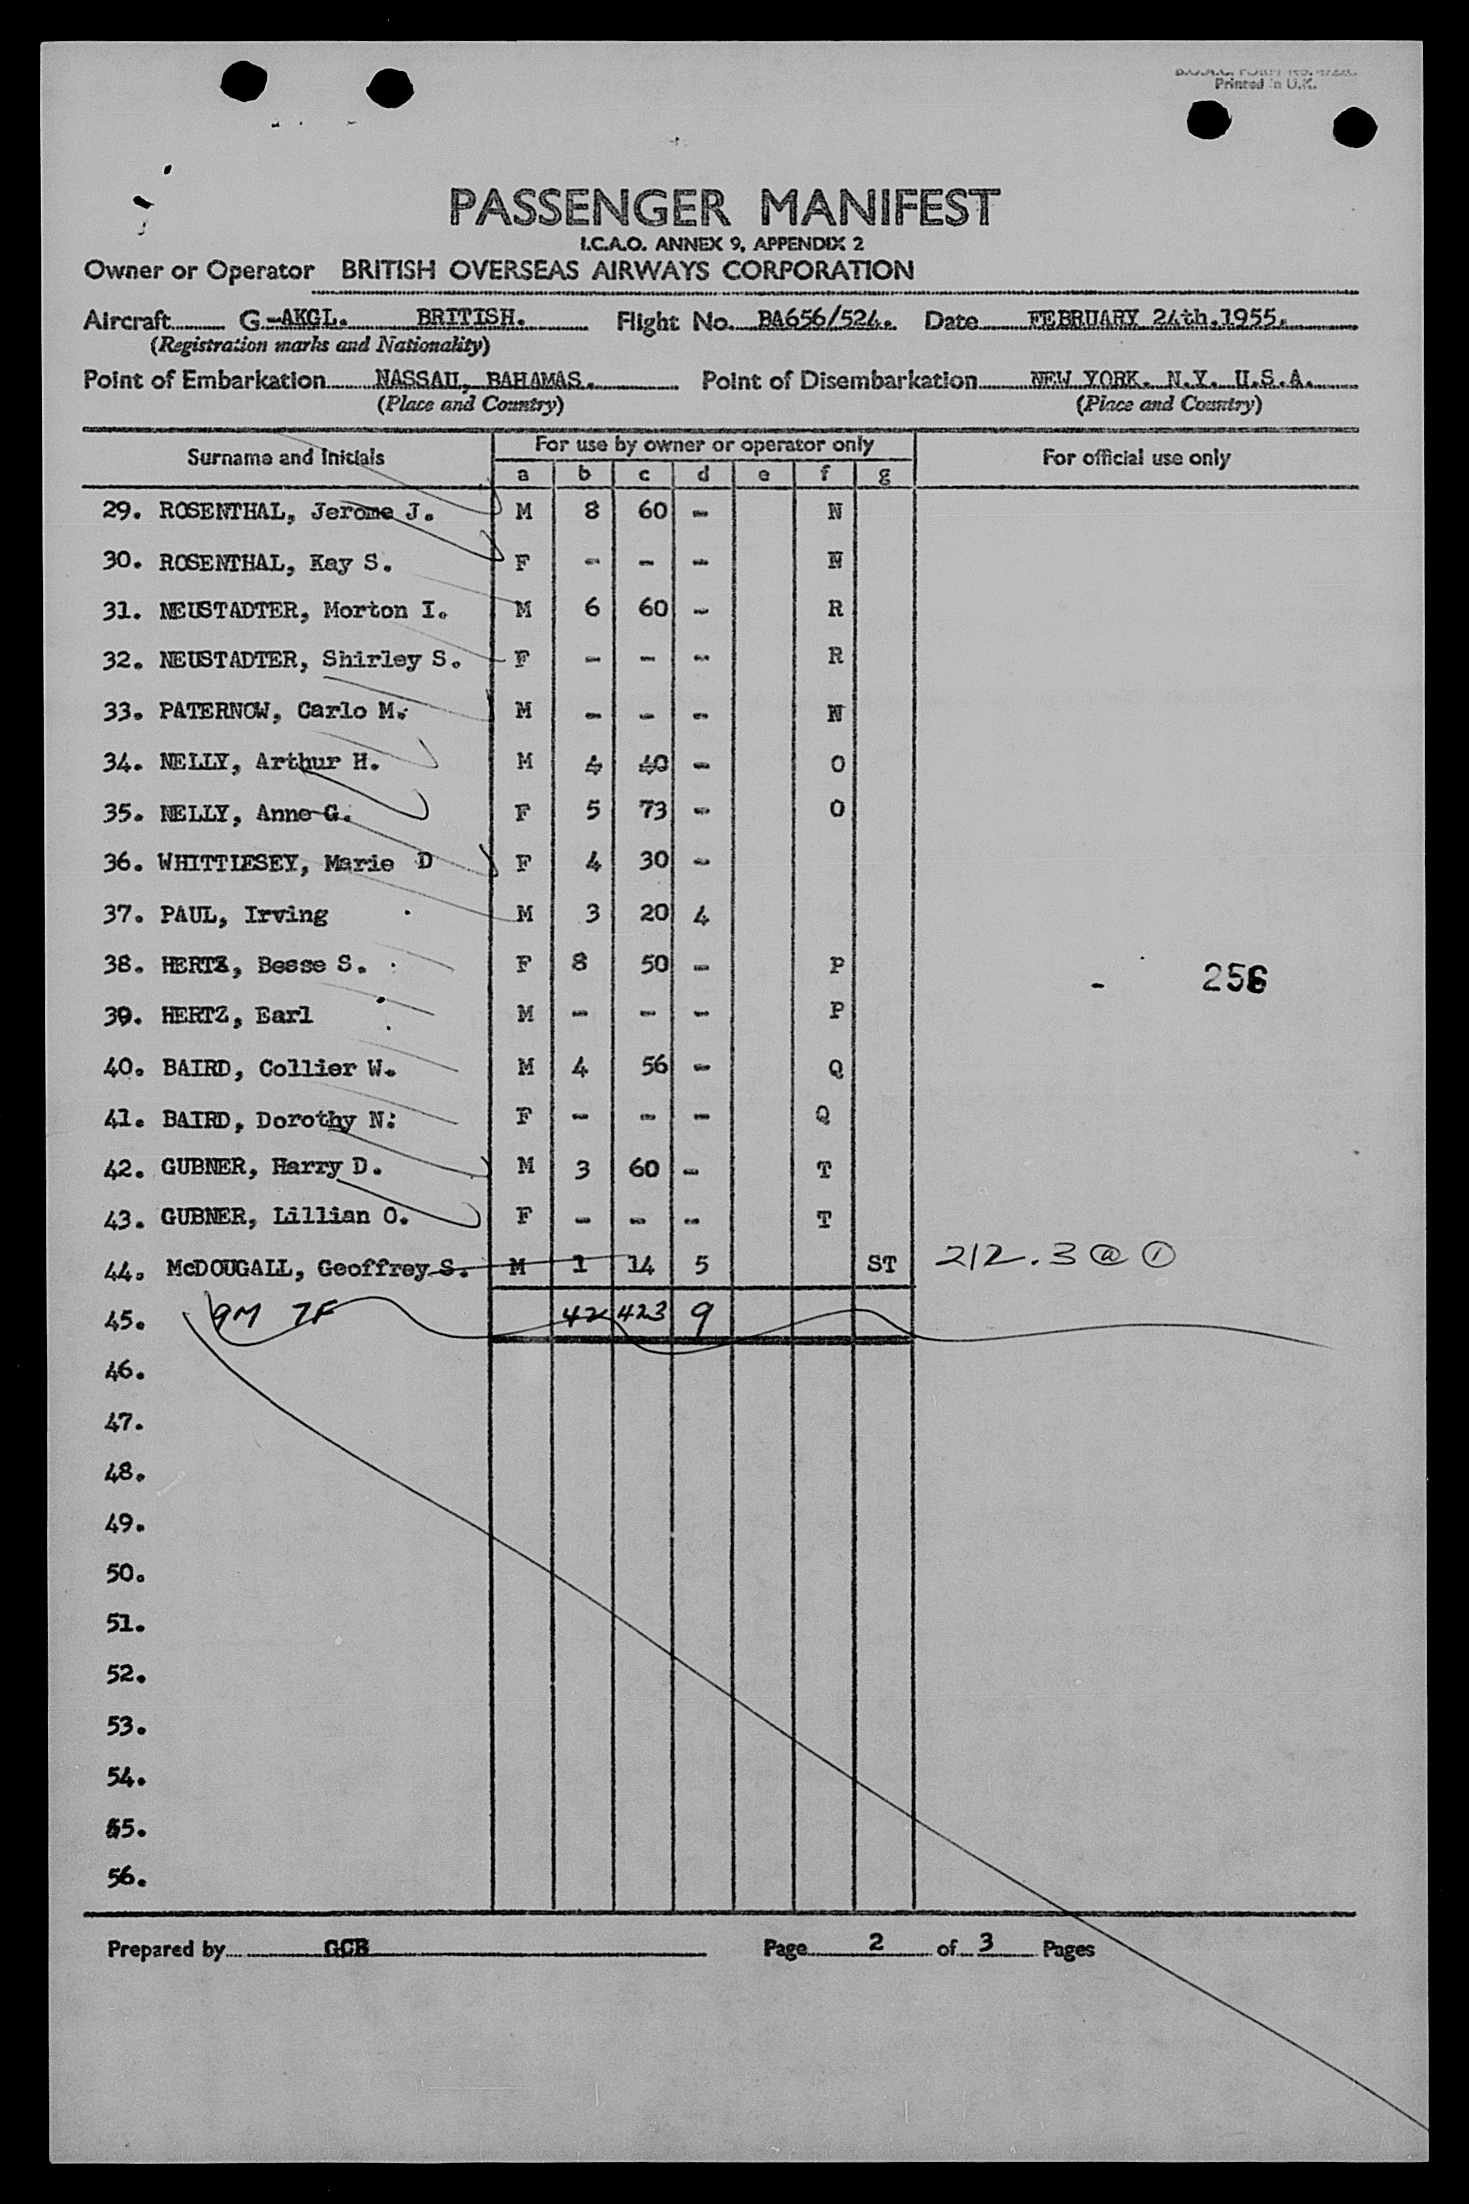 Printed in U.K.
PASSENGER MANIFEST
I.C.A.O. ANNEX 9, APPENDIX 2
Owner or Operator BRITISH OVERSEAS AIRWAYS CORPORATION
Aircraft G-AKGL. BRITISH. Flight No. BA656/524. Date FEBRUARY 24th.1955.
(Registration marks and Nationality)
Point of Embarkation NASSAU, BAHAMAS. Point of Disembarkation NEW YORK. N.Y. U.S.A.
(Place and Country) (Place and Country)
Surname and Initials For use by owner or operator only For official use only
a b c d e f g
29. ROSENTHAL, Jerome J. M 8 60 - N
30. ROSENTHAL, Kay S. F - - - N
31. NEUSTADTER, Morton I. M 6 60 - R
32. NEUSTADTER, Shirley S. F - - - R
33. PATERNOW, Carlo M. M - - - N
34. NELLY, Arthur H. M 4 40 - O
35. NELLY, Anne G. F 5 73 - O
36. WHITTLESEY, Marie D F 4 30 -
37. PAUL, Irving M 3 20 4
38. HERTZ, Besse S. F 8 50 - P - 256
39. HERTZ, Earl M - - - P
40. BAIRD, Collier W. M 4 56 - Q
41. BAIRD, Dorothy N. F - - - Q
42. GUBNER, Harry D. M 3 60 - T
43. GUBNER, Lillian O. F - - - T
44. McDOUGALL, Geoffrey S. M 1 14 5 ST 212.3 @ 1
45. 9M 7F 42 423 9
46.
47.
48.
49.
50.
51.
52.
53.
54.
55.
56.
Prepared by GCB Page 2 of 3 Pages